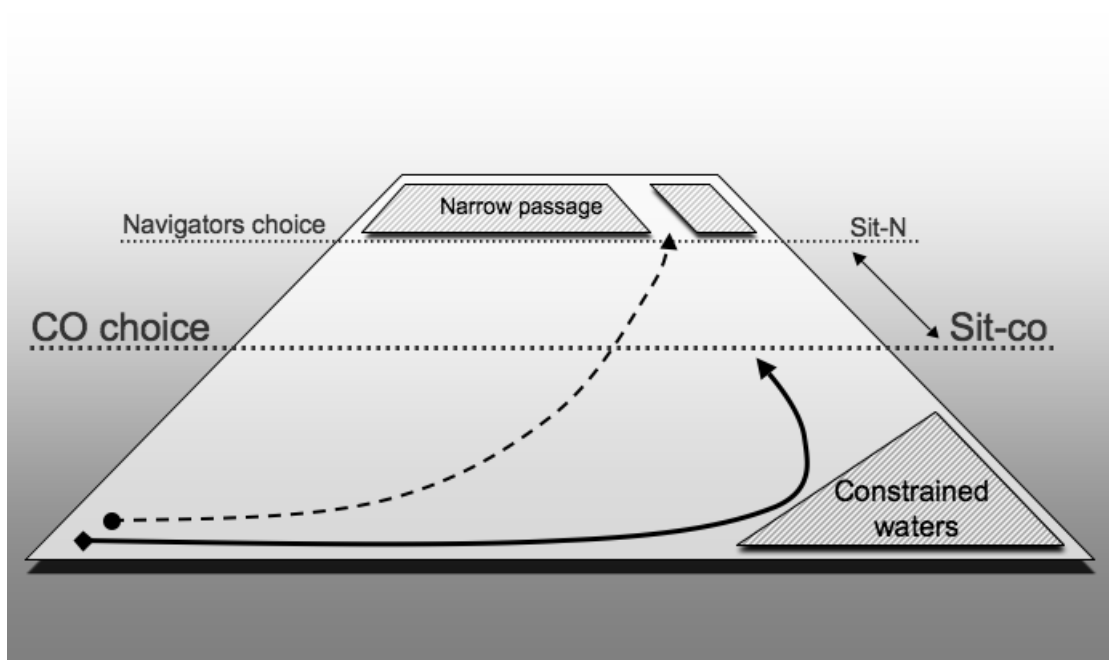 Narrow passage
Navigators choice
Sit-N
CO choice
Sit-co
Constrained
waters